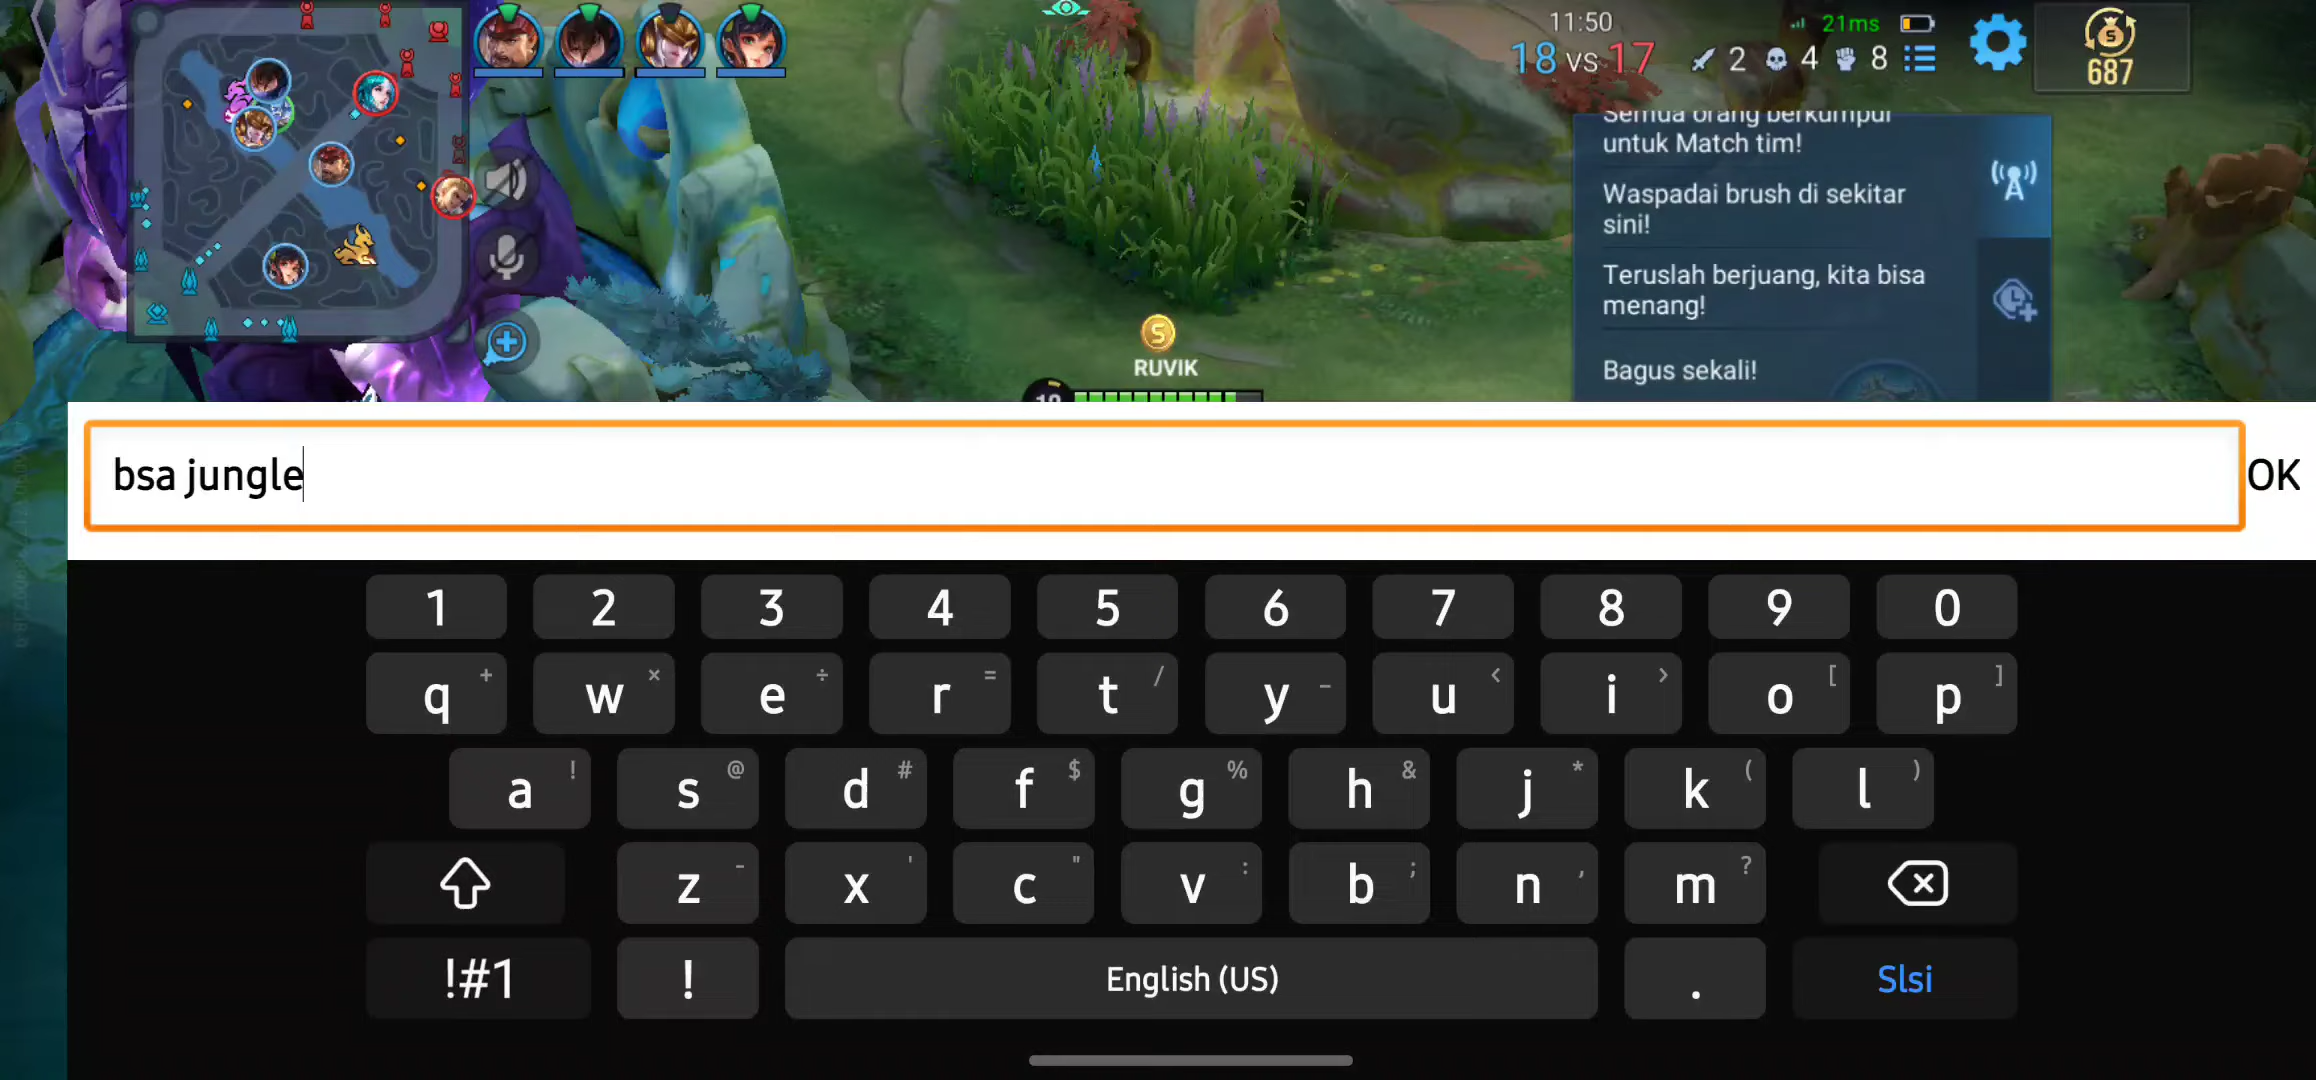 11:50
21ms
18 vs 17
2 4 8
687
Semua orang berkumpul
untuk Match tim!
Waspadai brush di sekitar
sini!
Teruslah berjuang, kita bisa
menang!
Bagus sekali!
RUVIK
bsa jungle
OK
1 2 3 4 5 6 7 8 9 0
q + w × e ÷ r = t / y _ u < i > o [ p ]
a ! s @ d # f $ g % h & j * k ( l )
z - x ' c " v : b ; n , m ?
!#1 ! English (US) . Slsi